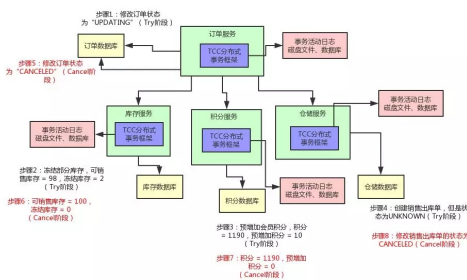 步骤1：修改订单状态
为“UPDATING”（Try阶段）
订单服务
TCC分布式
事务框架
事务活动日志
磁盘文件、数据库
订单数据库
步骤5：修改订单状态
为“CANCELED”（Cancel阶
段）
事务活动日志
磁盘文件、数据库
库存服务
TCC分布式
事务框架
积分服务
TCC分布式
事务框架
仓储服务
TCC分布式
事务框架
事务活动日志
磁盘文件、数据库
步骤2：冻结部分库存，可销
售库存 = 98，冻结库存 = 2
（Try阶段）
库存数据库
步骤6：可销售库存 = 100，
冻结库存 = 0
（Cancel阶段）
积分数据库
事务活动日志
磁盘文件、数据库
仓储数据库
步骤3：预增加会员积分，积分
= 1190，预增加积分 = 10
（Try阶段）
步骤7：积分 = 1190，预增加
积分 = 0
（Cancel阶段）
步骤4：创建销售出库单，但是状
态为UNKNOWN（Try阶段）
步骤8：修改销售出库单的状态为
CANCELED（Cancel阶段）